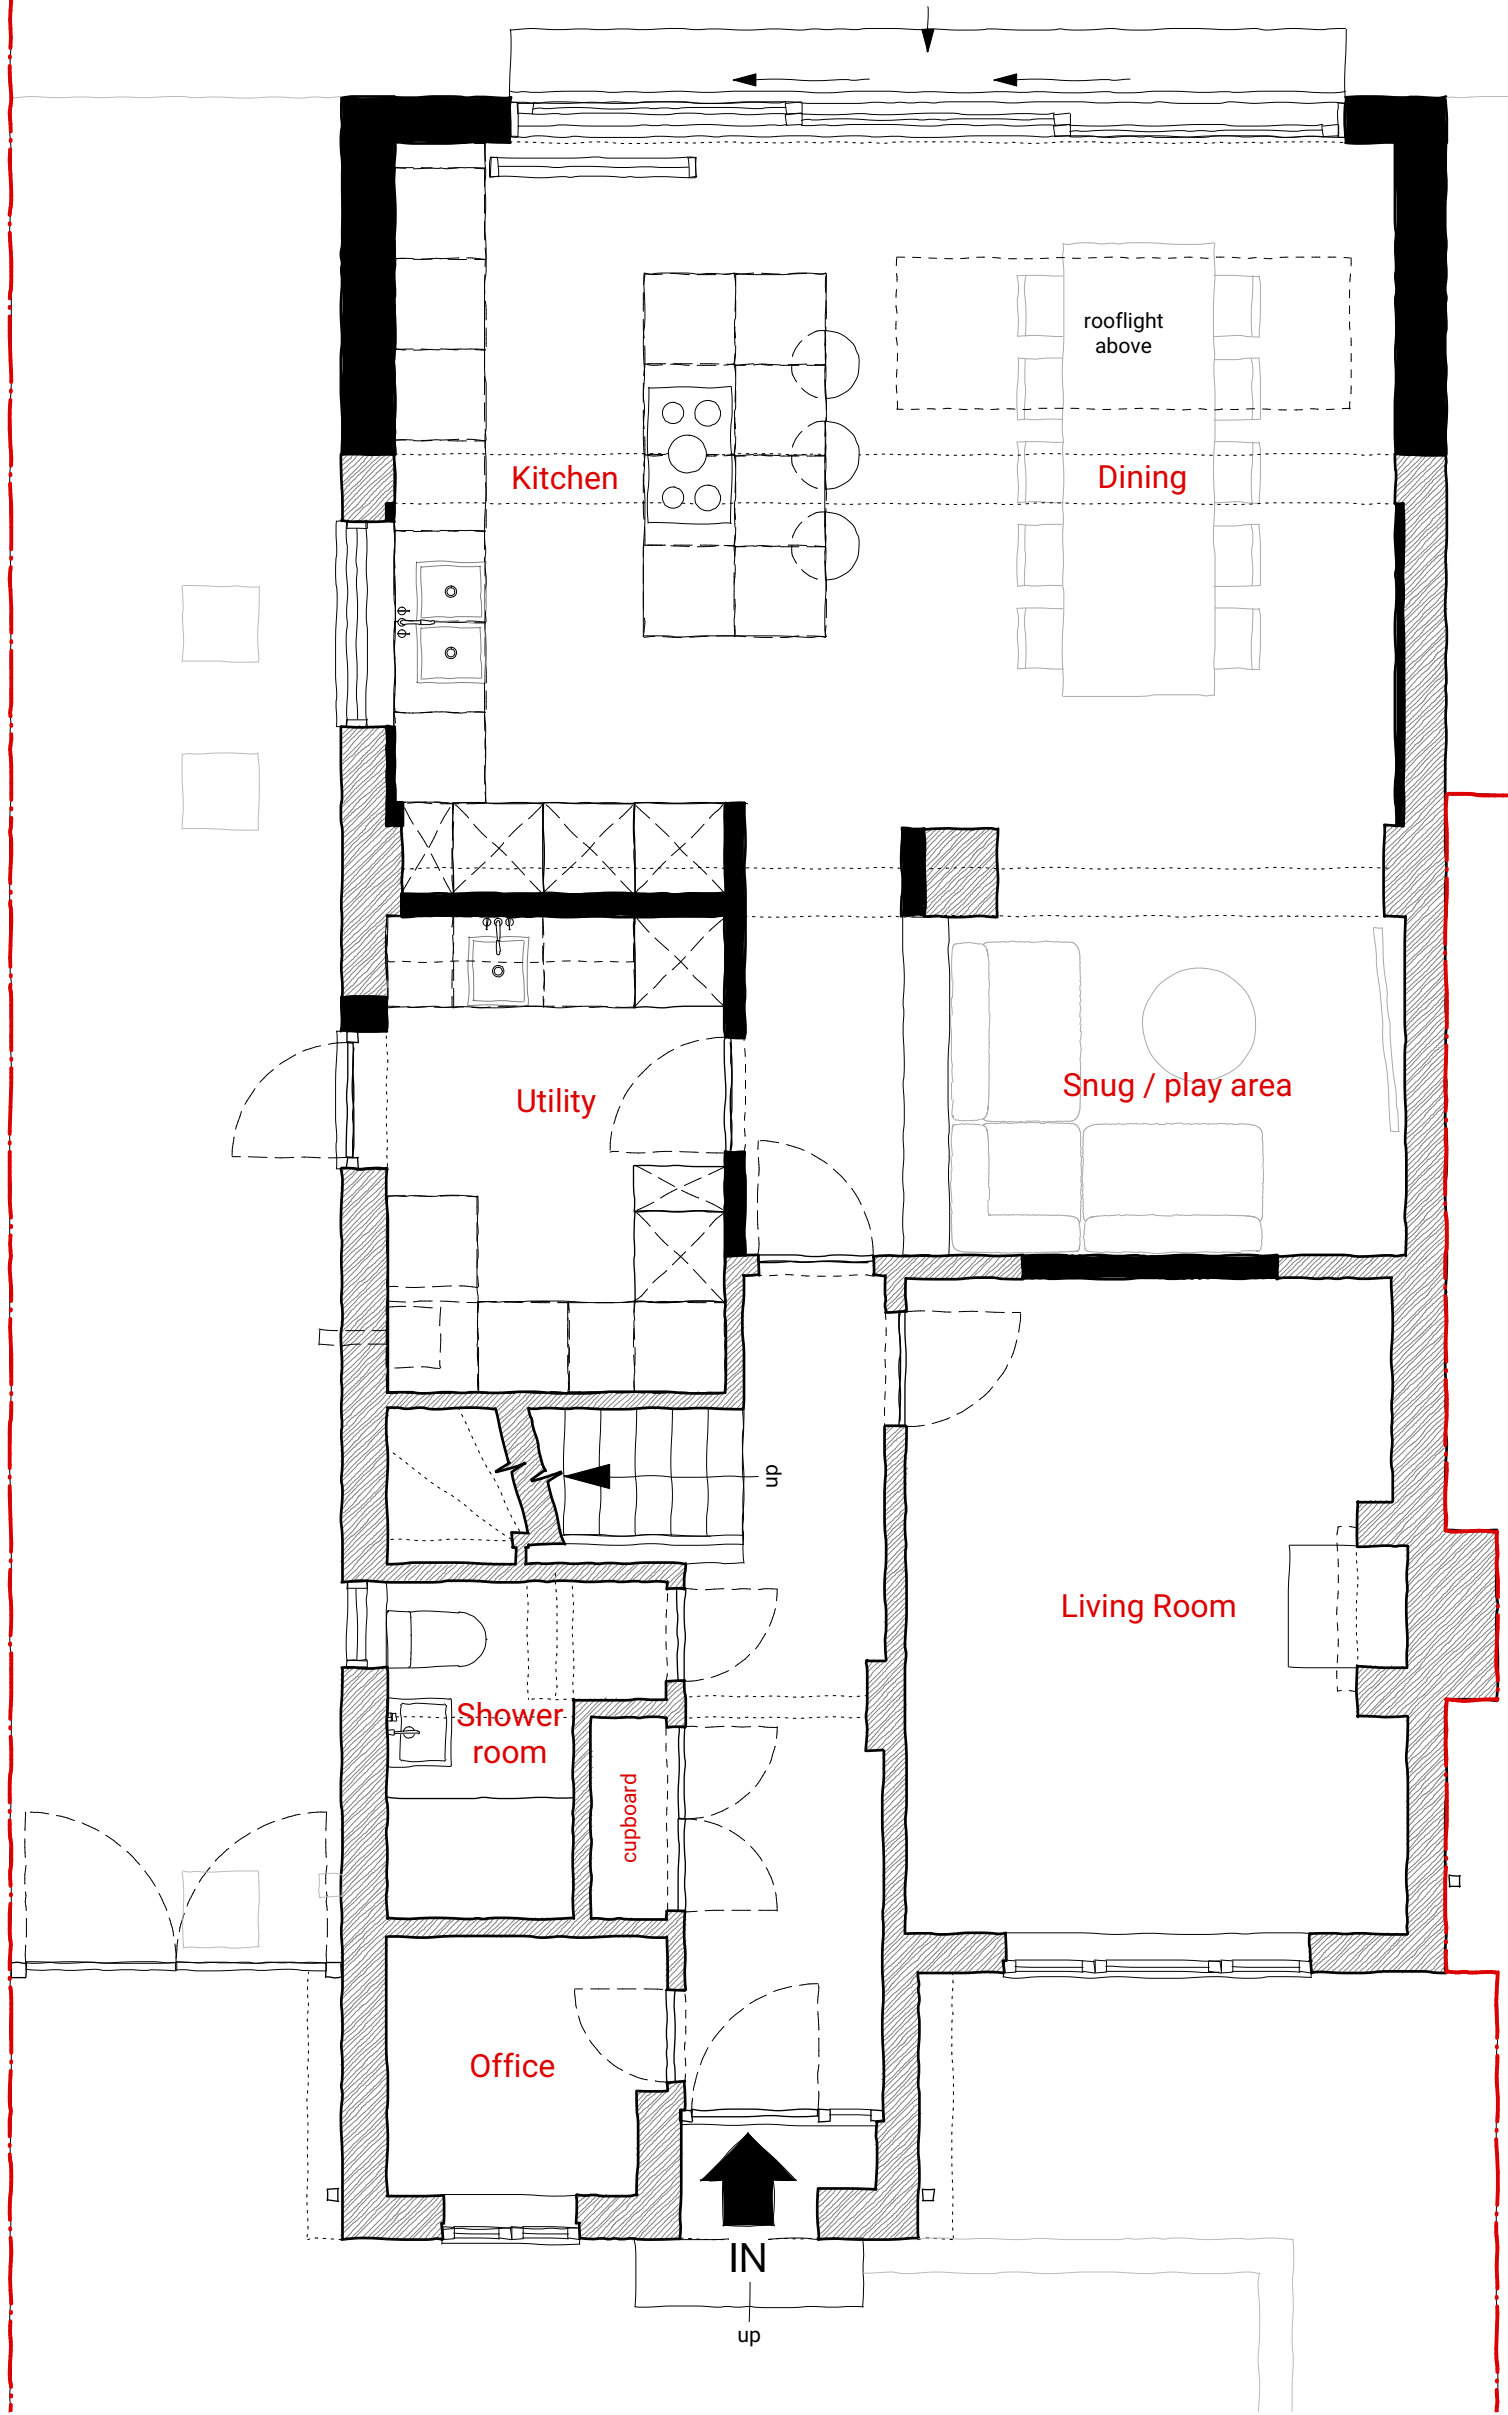 rooflight
above
Kitchen
Dining
Utility
Snug / play area
up
Living Room
Shower
room
cupboard
Office
IN
up